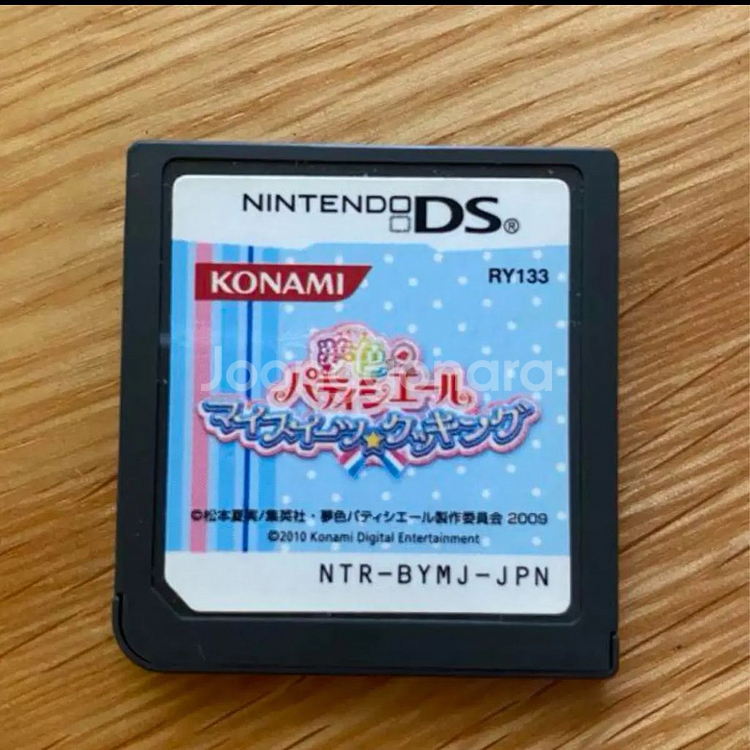 NINTENDO DS®
KONAMI
RY133
夢色
パティシエール
マイスイーツ☆クッキング
©松本夏実/集英社・夢色パティシエール製作委員会 2009
©2010 Konami Digital Entertainment
NTR-BYMJ-JPN